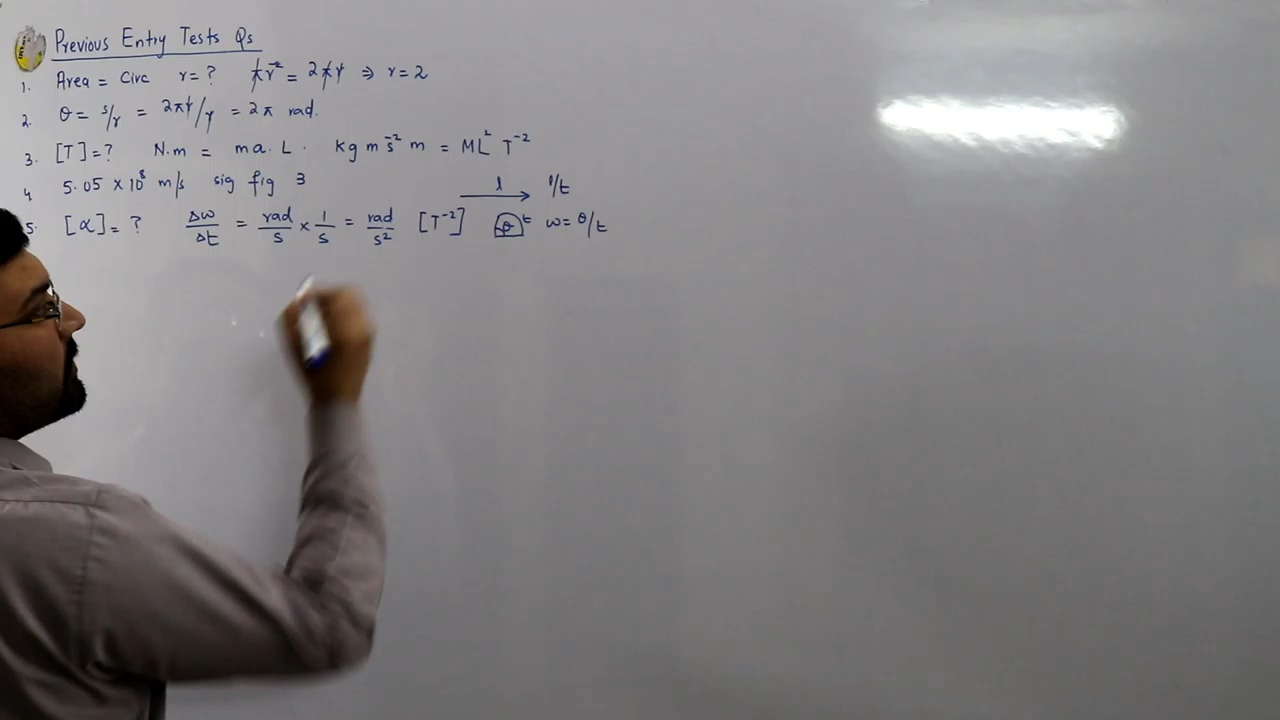 Previous Entry Tests Qs
1. Area = Circ r = ? πr² = 2πr ⇒ r = 2
2. θ = s/r = 2πr/r = 2π rad.
3. [T] = ? N.m = ma. L. kg m s⁻² m = ML² T⁻²
4 5.05 × 10⁸ m/s sig fig 3 l l/t
5. [α] = ? Δω/Δt = rad/s × 1/s = rad/s² [T⁻²] θ t ω = θ/t